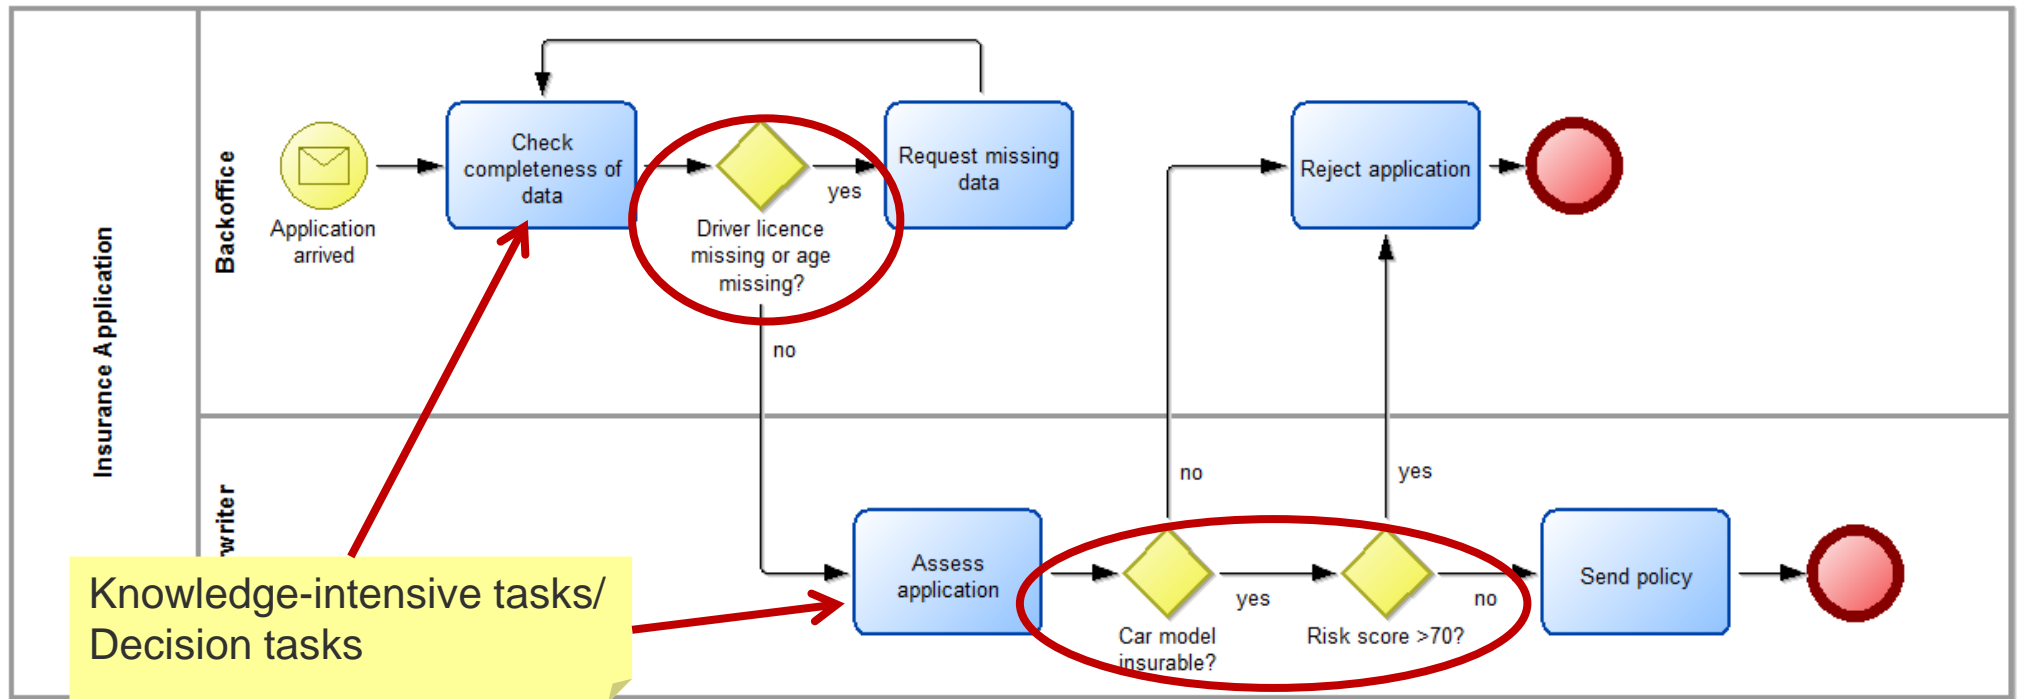 Insurance Application
Backoffice
Application
arrived
Check
completeness of
data
Driver licence
missing or age
missing?
yes
no
Request missing
data
Reject application
Assess
application
Car model
insurable?
no
yes
Risk score >70?
yes
no
Send policy
Knowledge-intensive tasks/
Decision tasks